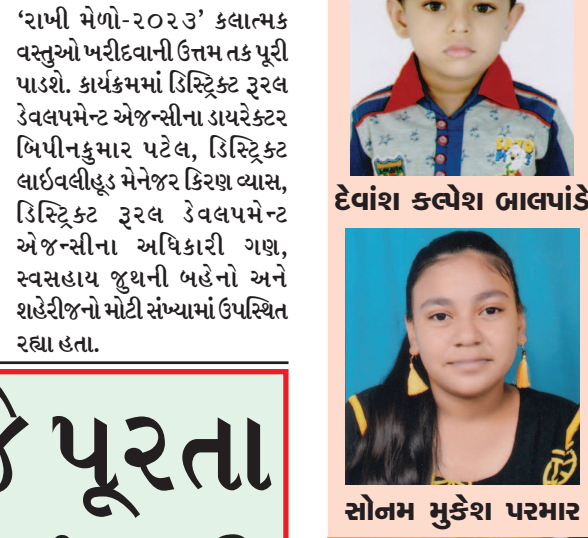 ‘રાખી મેળો-૨૦૨૩’ કલાત્મક
વસ્તુઓ ખરીદવાની ઉત્તમ તક પૂરી
પાડશે. કાર્યક્રમમાં ડિસ્ટ્રિક્ટ રૂરલ
ડેવલપમેન્ટ એજન્સીના ડાયરેક્ટર
બિપીનકુમાર પટેલ, ડિસ્ટ્રિક્ટ
લાઇવલીહૂડ મેનેજર કિરણ વ્યાસ,
ડિસ્ટ્રિક્ટ રૂરલ ડેવલપમેન્ટ
એજન્સીના અધિકારી ગણ,
સ્વસહાય જુથની બહેનો અને
શહેરીજનો મોટી સંખ્યામાં ઉપસ્થિત
રહ્યા હતા.
પૂરતા
દેવાંશ કલ્પેશ બાલપાંડે
સોનમ મુકેશ પરમાર